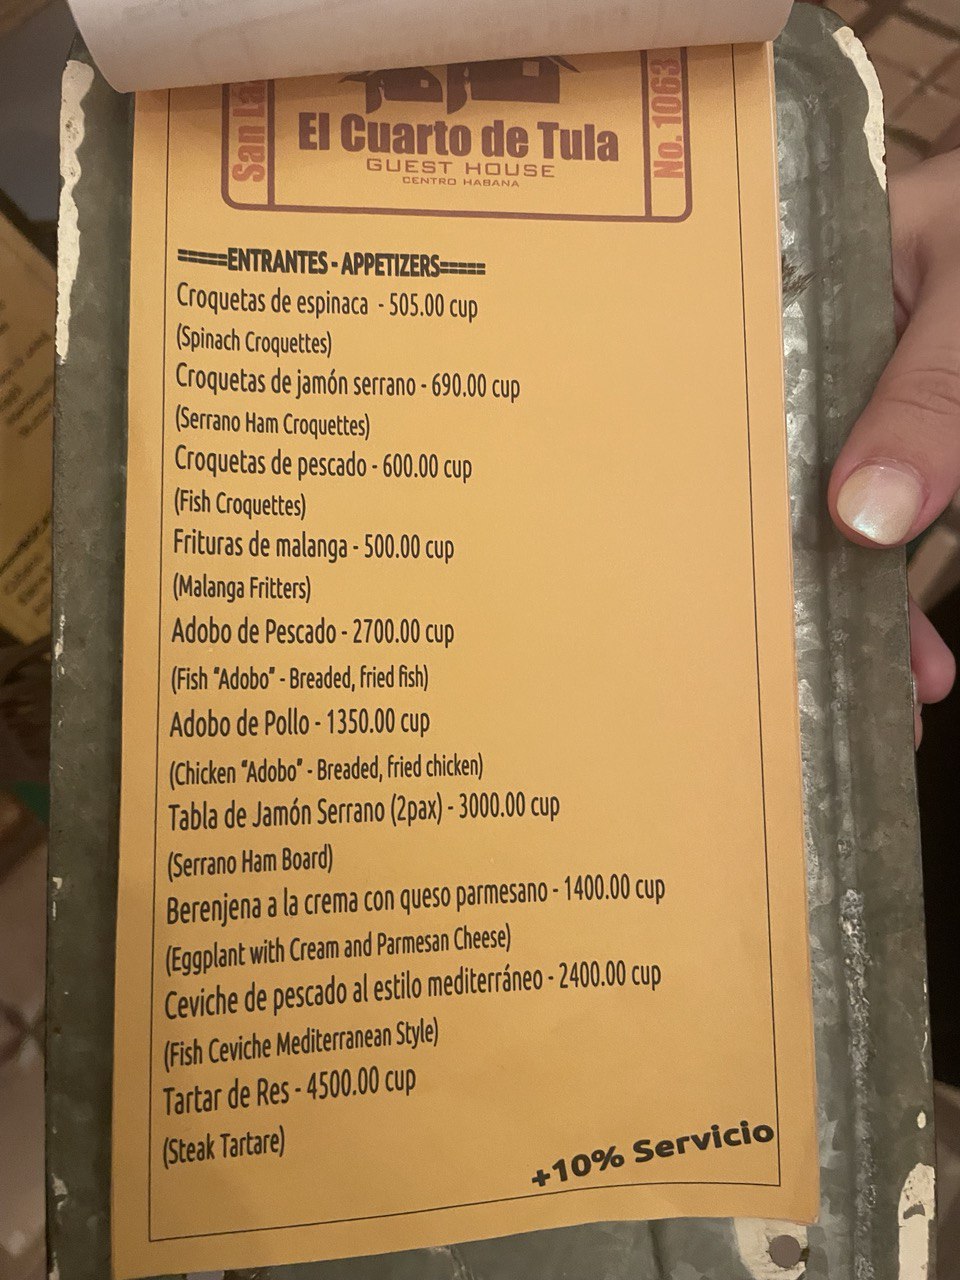 San La
El Cuarto de Tula
No. 1063
GUEST HOUSE
CENTRO HABANA
=====ENTRANTES - APPETIZERS=====
Croquetas de espinaca - 505.00 cup
(Spinach Croquettes)
Croquetas de jamón serrano - 690.00 cup
(Serrano Ham Croquettes)
Croquetas de pescado - 600.00 cup
(Fish Croquettes)
Frituras de malanga - 500.00 cup
(Malanga Fritters)
Adobo de Pescado - 2700.00 cup
(Fish "Adobo" - Breaded, fried fish)
Adobo de Pollo - 1350.00 cup
(Chicken "Adobo" - Breaded, fried chicken)
Tabla de Jamón Serrano (2pax) - 3000.00 cup
(Serrano Ham Board)
Berenjena a la crema con queso parmesano - 1400.00 cup
(Eggplant with Cream and Parmesan Cheese)
Ceviche de pescado al estilo mediterráneo - 2400.00 cup
(Fish Ceviche Mediterranean Style)
Tartar de Res - 4500.00 cup
(Steak Tartare)
+10% Servicio